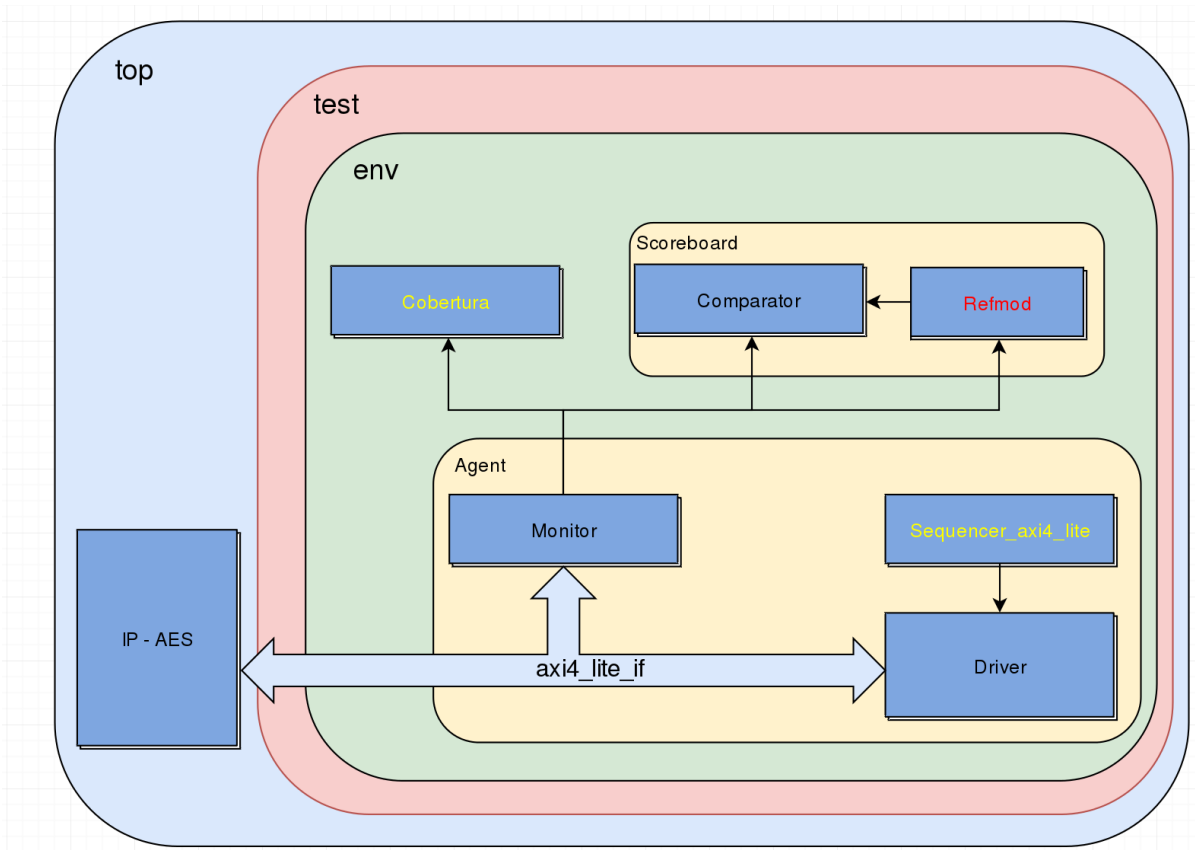 top
test
env
Scoreboard
Cobertura
Comparator
Refmod
Agent
Monitor
Sequencer_axi4_lite
IP - AES
axi4_lite_if
Driver